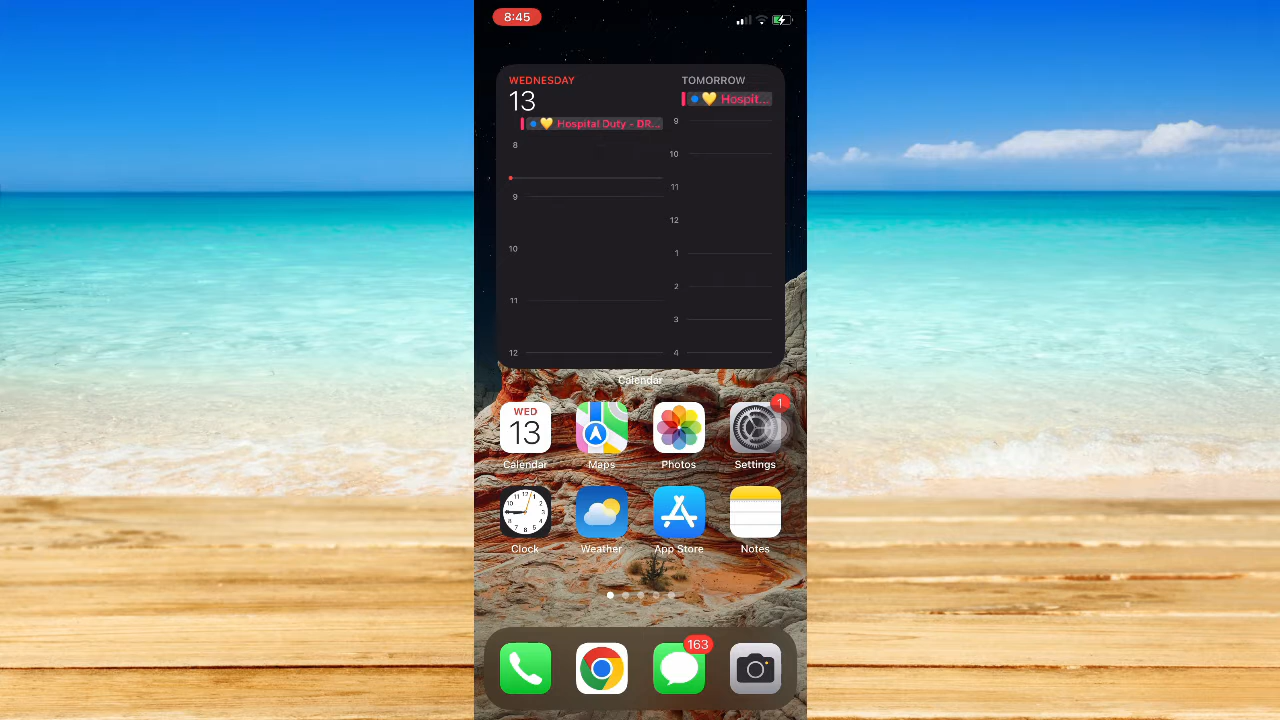 8:45
WEDNESDAY
13
Hospital Duty - DR...
8
9
10
11
12
TOMORROW
Hospit...
9
10
11
12
1
2
3
4
Calendar
WED
13
1
Calendar
Maps
Photos
Settings
Clock
Weather
App Store
Notes
163